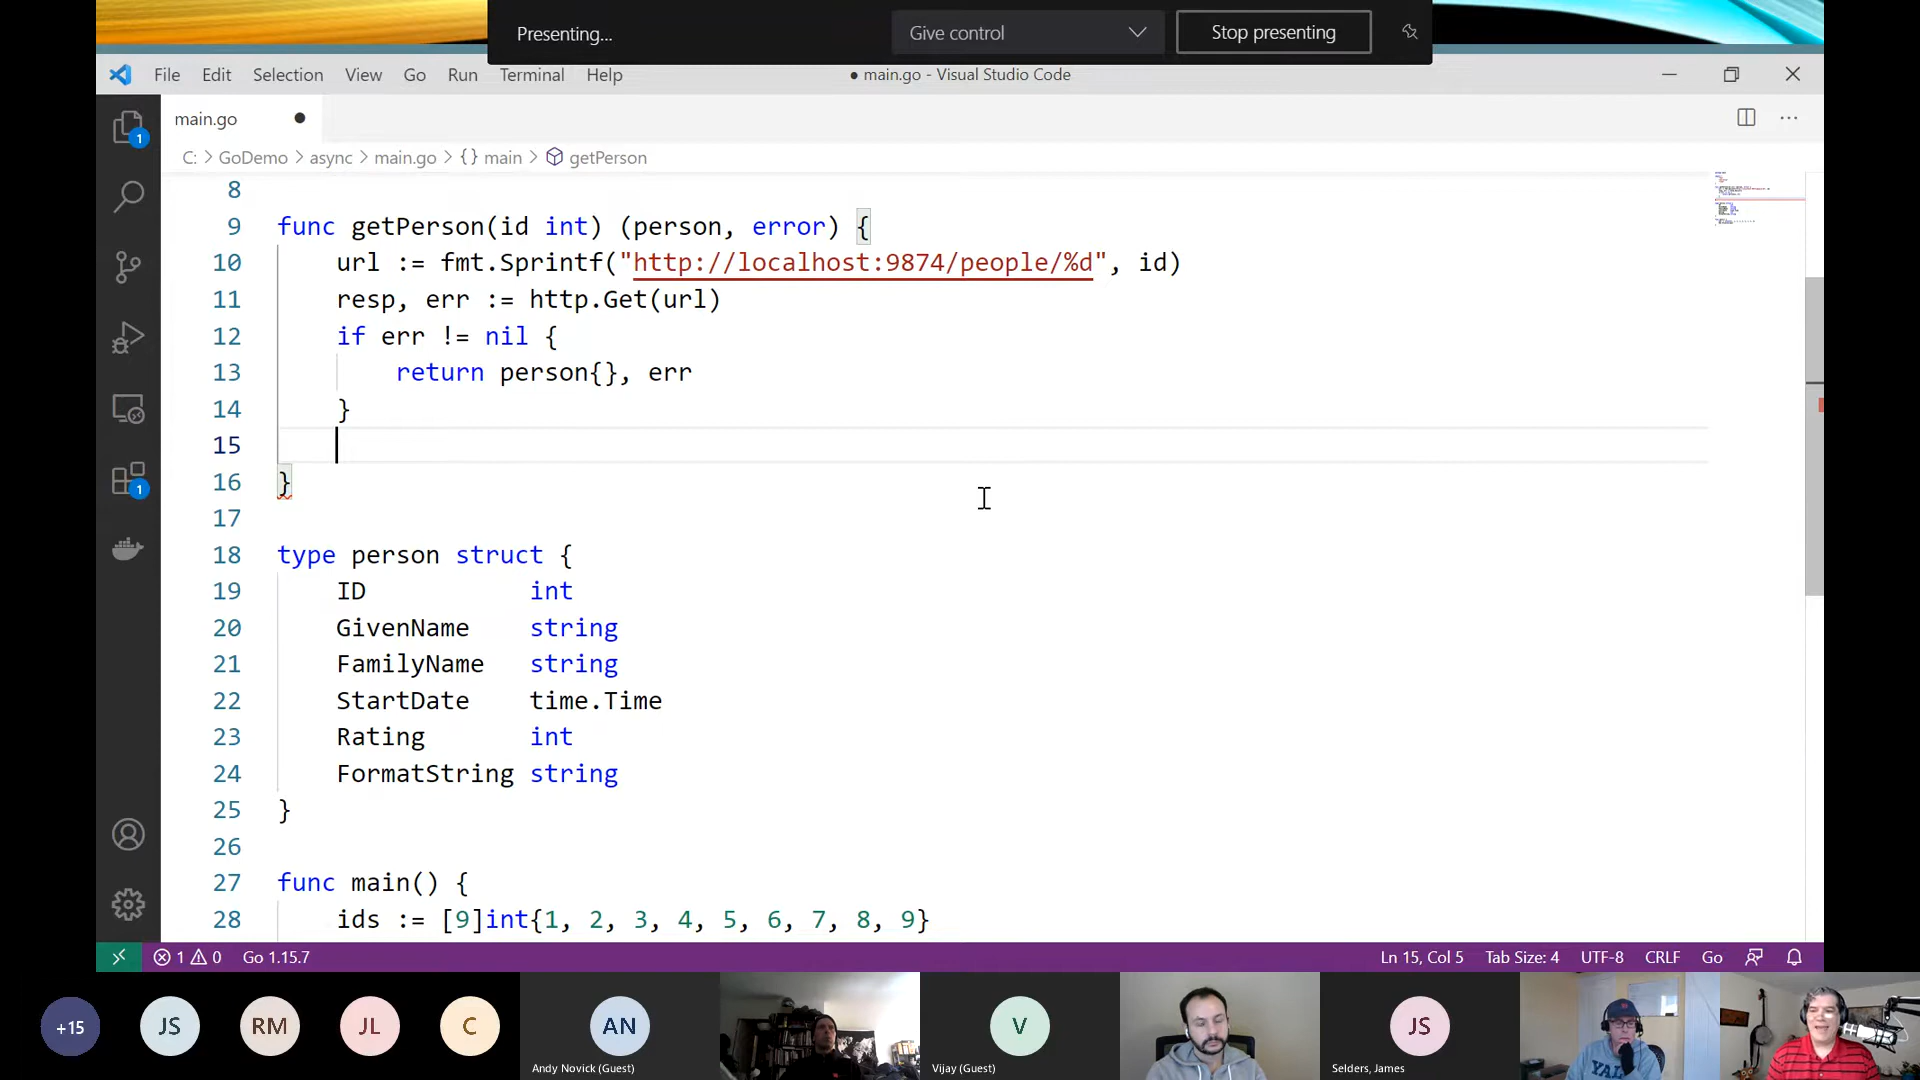 Presenting...
Give control
Stop presenting
File Edit Selection View Go Run Terminal Help
● main.go - Visual Studio Code
main.go ●
C: > GoDemo > async > main.go > {} main > getPerson
8
9 func getPerson(id int) (person, error) {
10 url := fmt.Sprintf("http://localhost:9874/people/%d", id)
11 resp, err := http.Get(url)
12 if err != nil {
13 return person{}, err
14 }
15
16 }
17
18 type person struct {
19 ID int
20 GivenName string
21 FamilyName string
22 StartDate time.Time
23 Rating int
24 FormatString string
25 }
26
27 func main() {
28 ids := [9]int{1, 2, 3, 4, 5, 6, 7, 8, 9}
1
1
1 0 Go 1.15.7
Ln 15, Col 5 Tab Size: 4 UTF-8 CRLF Go
+15 JS RM JL C AN V JS
Andy Novick (Guest)
Vijay (Guest)
Selders, James
YALE